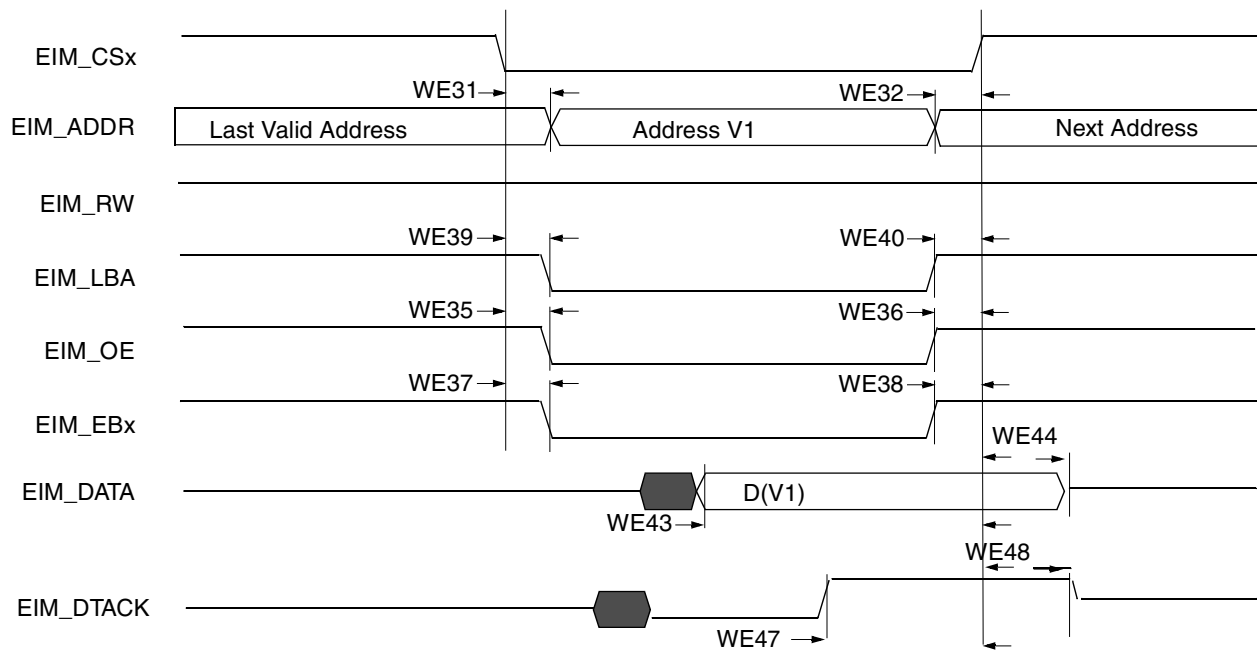 EIM_CSx
WE31
WE32
EIM_ADDR
Last Valid Address
Address V1
Next Address
EIM_RW
WE39
WE40
EIM_LBA
WE35
WE36
EIM_OE
WE37
WE38
EIM_EBx
WE44
EIM_DATA
D(V1)
WE43
WE48
EIM_DTACK
WE47